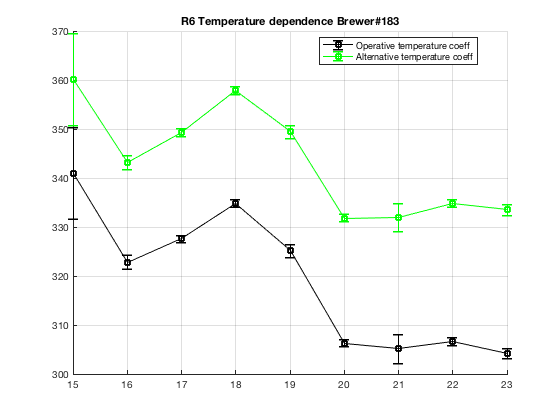 R6 Temperature dependence Brewer#183
Operative temperature coeff
Alternative temperature coeff
370
360
350
340
330
320
310
300
15 16 17 18 19 20 21 22 23